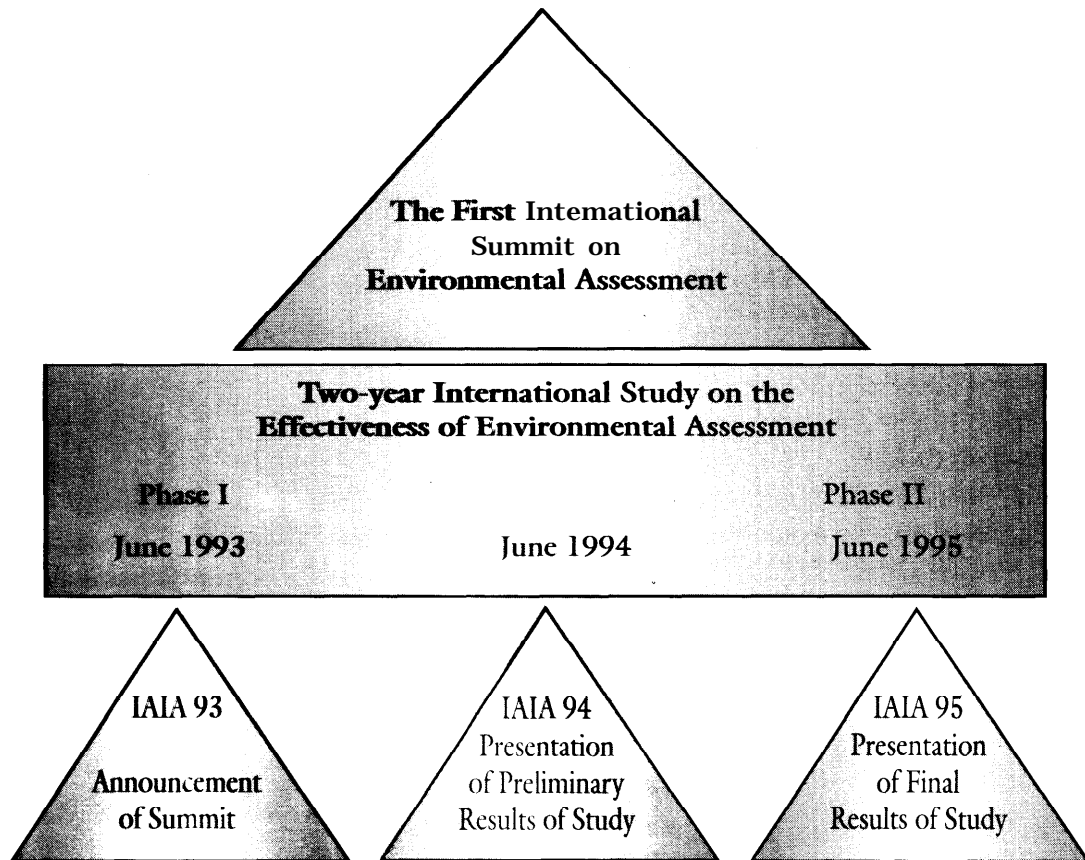 The First International
Summit on
Environmental Assessment
Two-year International Study on the
Effectiveness of Environmental Assessment
Phase I
Phase II
June 1993
June 1994
June 1995
IAIA 93
Announcement
of Summit
IAIA 94
Presentation
of Preliminary
Results of Study
IAIA 95
Presentation
of Final
Results of Study